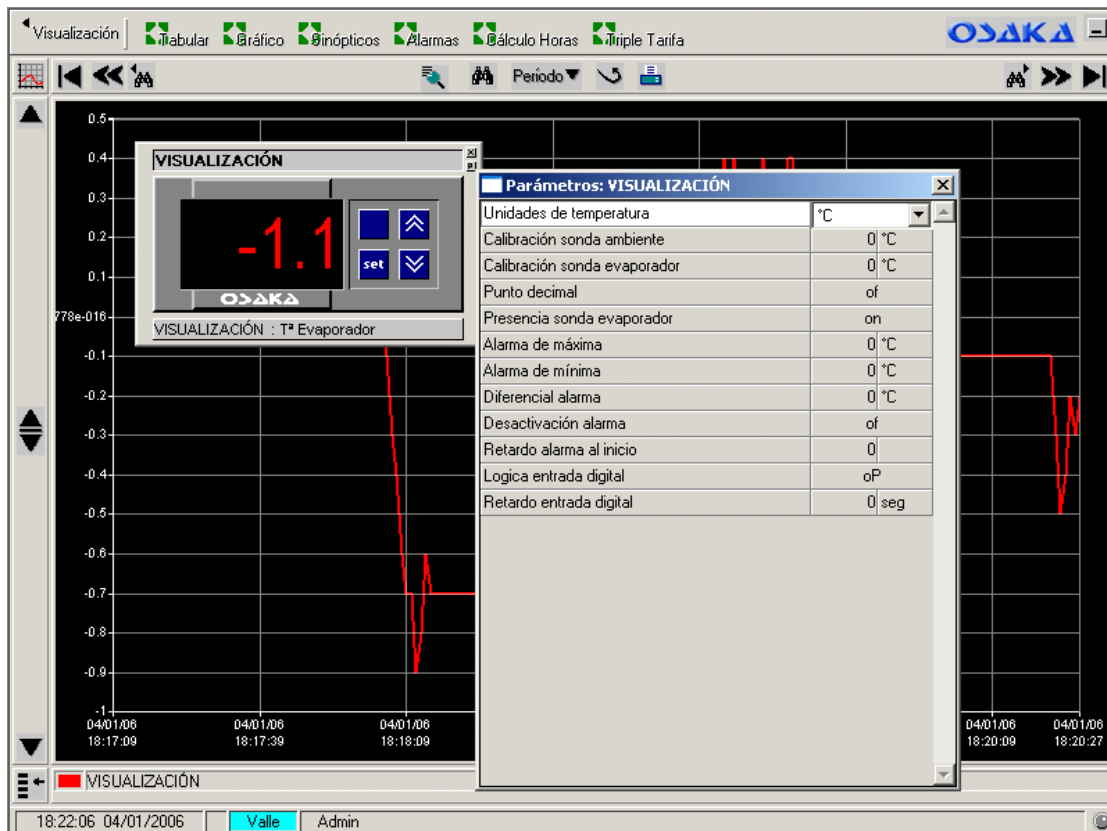 Visualización Tabular Gráfico Sinópticos Alarmas Cálculo Horas Triple Tarifa OSAKA
Período
0.5
0.4
0.3
0.2
0.1
778e-016
-0.1
-0.2
-0.3
-0.4
-0.5
-0.6
-0.7
-0.8
-0.9
-1
VISUALIZACIÓN
-1.1
set
OSAKA
VISUALIZACIÓN : Tª Evaporador
Parámetros: VISUALIZACIÓN
Unidades de temperatura °C
Calibración sonda ambiente 0 °C
Calibración sonda evaporador 0 °C
Punto decimal of
Presencia sonda evaporador on
Alarma de máxima 0 °C
Alarma de mínima 0 °C
Diferencial alarma 0 °C
Desactivación alarma of
Retardo alarma al inicio 0
Logica entrada digital oP
Retardo entrada digital 0 seg
04/01/06 04/01/06 04/01/06 04/01/06 04/01/06
18:17:09 18:17:39 18:18:09 18:20:09 18:20:27
VISUALIZACIÓN
18:22:06 04/01/2006 Valle Admin